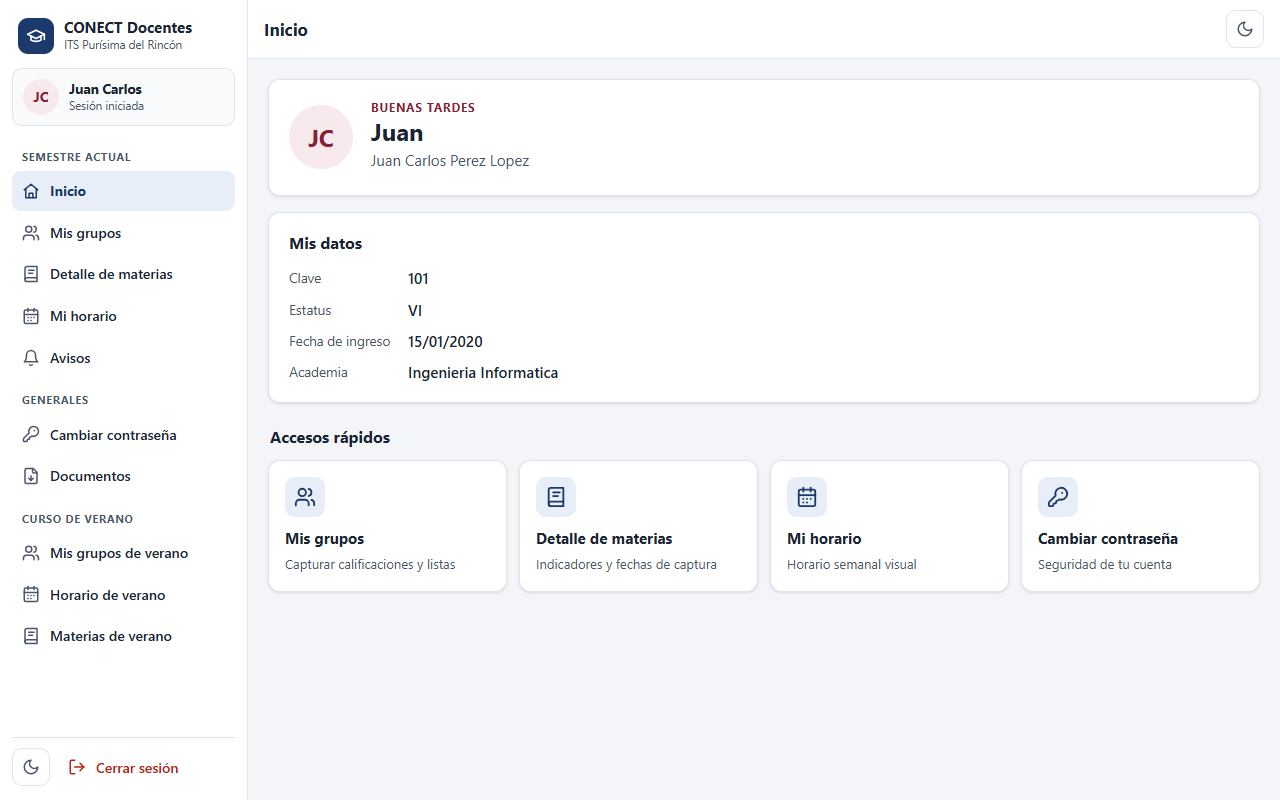 CONECT Docentes
ITS Purísima del Rincón
JC
Juan Carlos
Sesión iniciada
SEMESTRE ACTUAL
Inicio
Mis grupos
Detalle de materias
Mi horario
Avisos
GENERALES
Cambiar contraseña
Documentos
CURSO DE VERANO
Mis grupos de verano
Horario de verano
Materias de verano
Cerrar sesión
Inicio
JC
BUENAS TARDES
Juan
Juan Carlos Perez Lopez
Mis datos
Clave 101
Estatus VI
Fecha de ingreso 15/01/2020
Academia Ingenieria Informatica
Accesos rápidos
Mis grupos
Capturar calificaciones y listas
Detalle de materias
Indicadores y fechas de captura
Mi horario
Horario semanal visual
Cambiar contraseña
Seguridad de tu cuenta